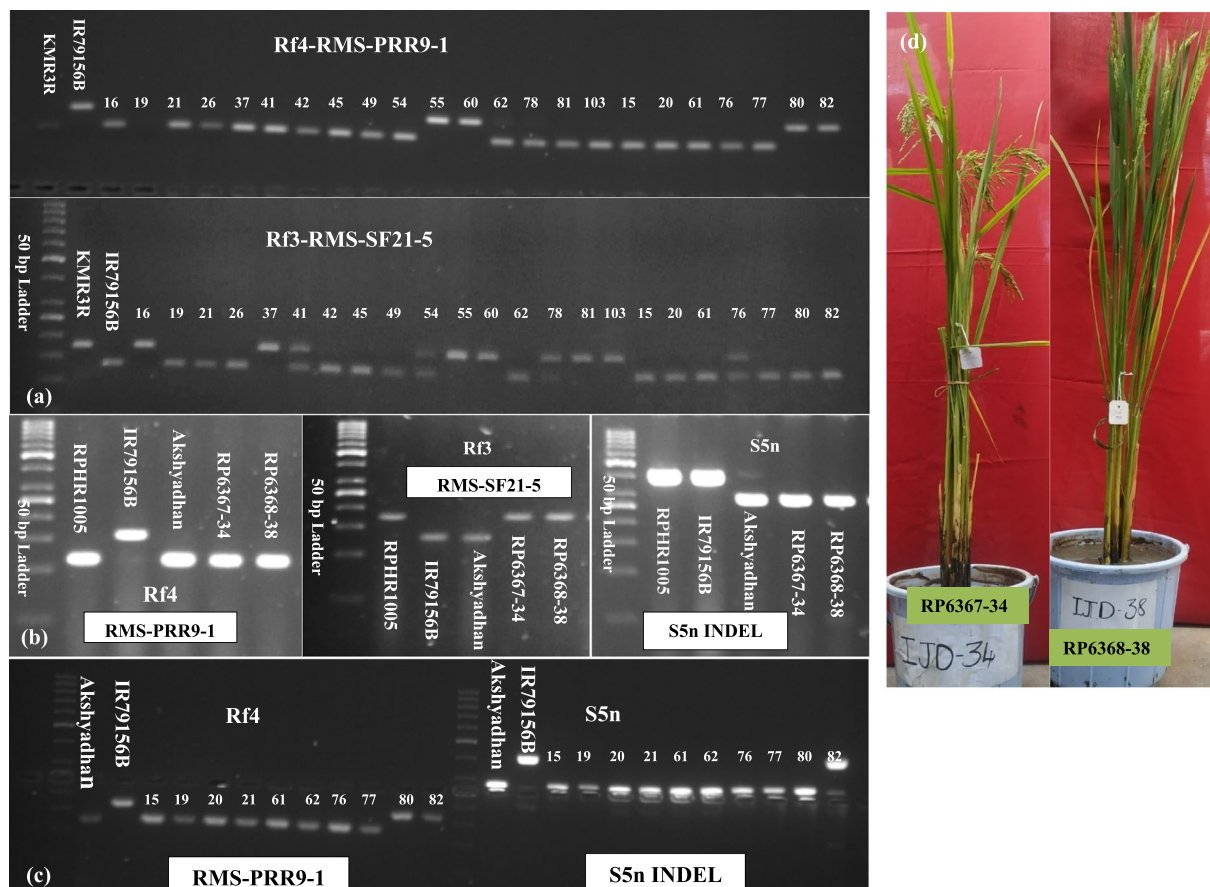 Rf4-RMS-PRR9-1
KMR3R
IR79156B
16 19 21 26 37 41 42 45 49 54 55 60 62 78 81 103 15 20 61 76 77 80 82
Rf3-RMS-SF21-5
50 bp Ladder
KMR3R
IR79156B
16 19 21 26 37 41 42 45 49 54 55 60 62 78 81 103 15 20 61 76 77 80 82
(a)
50 bp Ladder
RPHR1005
IR79156B
Akshyadhan
RP6367-34
RP6368-38
Rf4
RMS-PRR9-1
(b)
Rf3
RMS-SF21-5
50 bp Ladder
RPHR1005
IR79156B
Akshyadhan
RP6367-34
RP6368-38
S5n
50 bp Ladder
RPHR1005
IR79156B
Akshyadhan
RP6367-34
RP6368-38
S5n INDEL
Akshyadhan
IR79156B
Rf4
15 19 20 21 61 62 76 77 80 82
RMS-PRR9-1
(c)
Akshyadhan
IR79156B
S5n
15 19 20 21 61 62 76 77 80 82
S5n INDEL
(d)
RP6367-34
IJD-34
IJD-38
RP6368-38